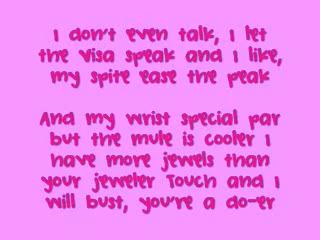 I don't even talk, I let
the Visa speak and I like,
my spite ease the peak
And my wrist special par
but the mule is cooler I
have more jewels than
your jeweler Touch and I
will bust, you're a do-er